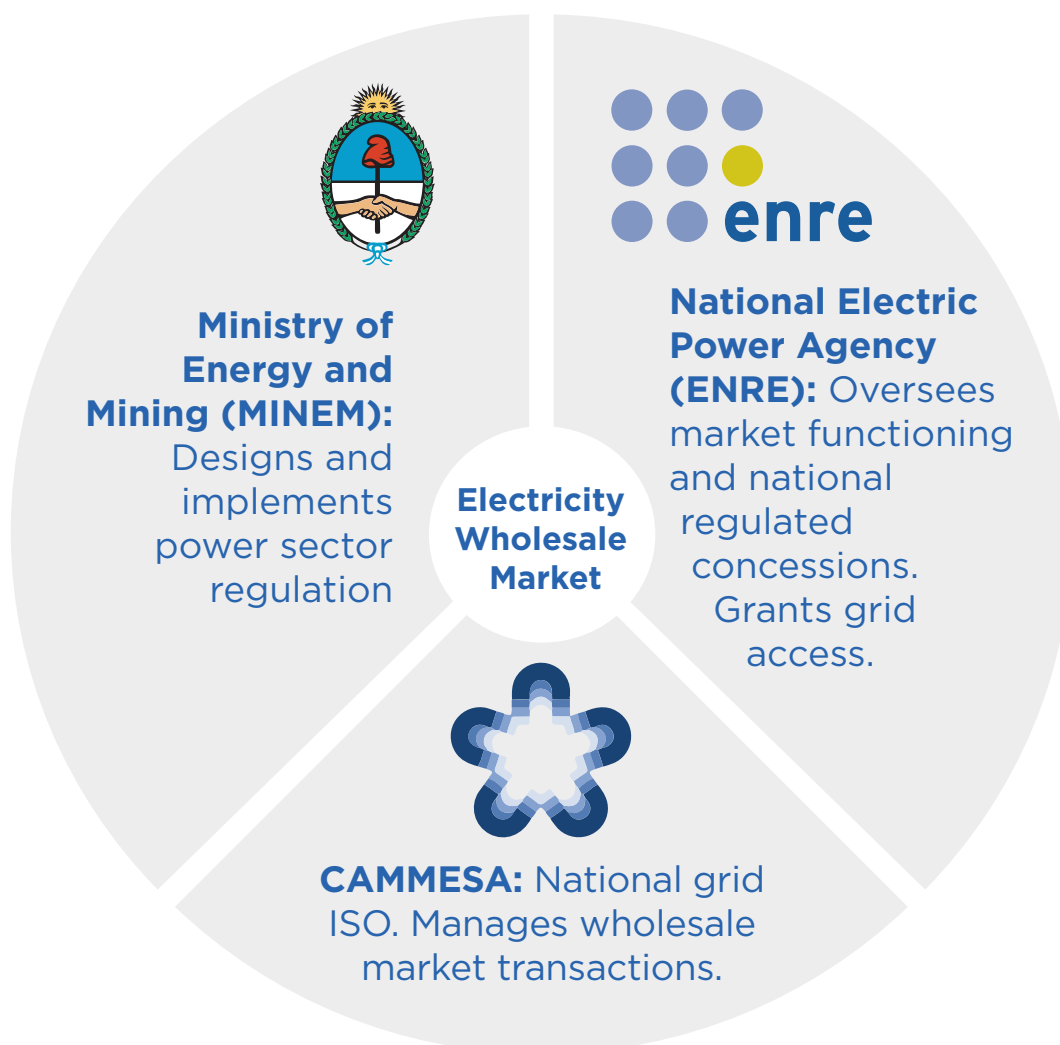 Ministry of
Energy and
Mining (MINEM):
Designs and
implements
power sector
regulation
enre
National Electric
Power Agency
(ENRE): Oversees
market functioning
and national
regulated
concessions.
Grants grid
access.
Electricity
Wholesale
Market
CAMMESA: National grid
ISO. Manages wholesale
market transactions.